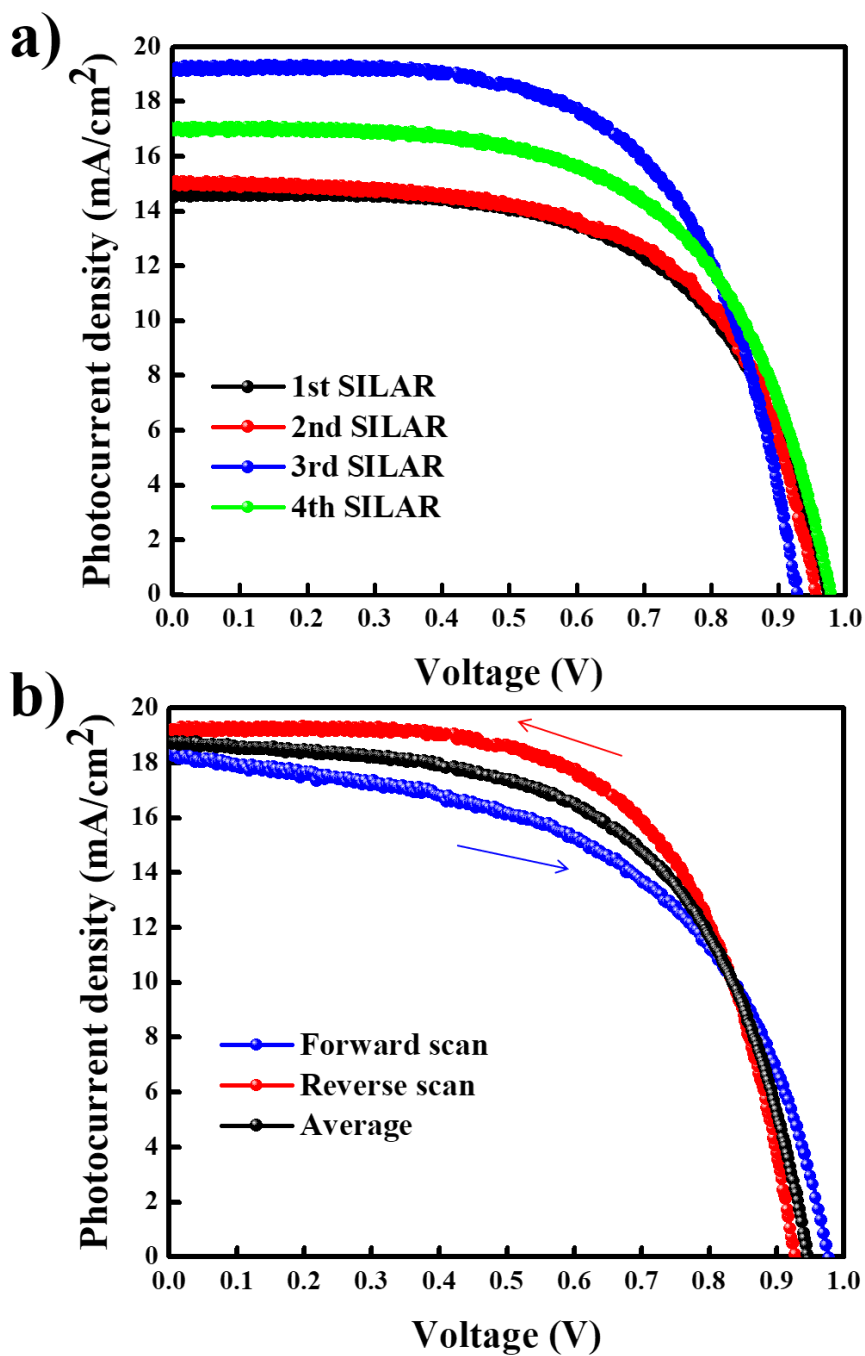 a)
Photocurrent density (mA/cm²)
20
18
16
14
12
10
8
6
4
2
0
1st SILAR
2nd SILAR
3rd SILAR
4th SILAR
0.0 0.1 0.2 0.3 0.4 0.5 0.6 0.7 0.8 0.9 1.0
Voltage (V)
b)
Photocurrent density (mA/cm²)
20
18
16
14
12
10
8
6
4
2
0
Forward scan
Reverse scan
Average
0.0 0.1 0.2 0.3 0.4 0.5 0.6 0.7 0.8 0.9 1.0
Voltage (V)